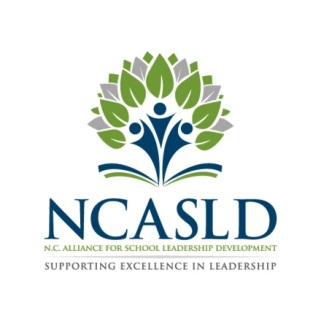 NCASLD
N.C. ALLIANCE FOR SCHOOL LEADERSHIP DEVELOPMENT
SUPPORTING EXCELLENCE IN LEADERSHIP